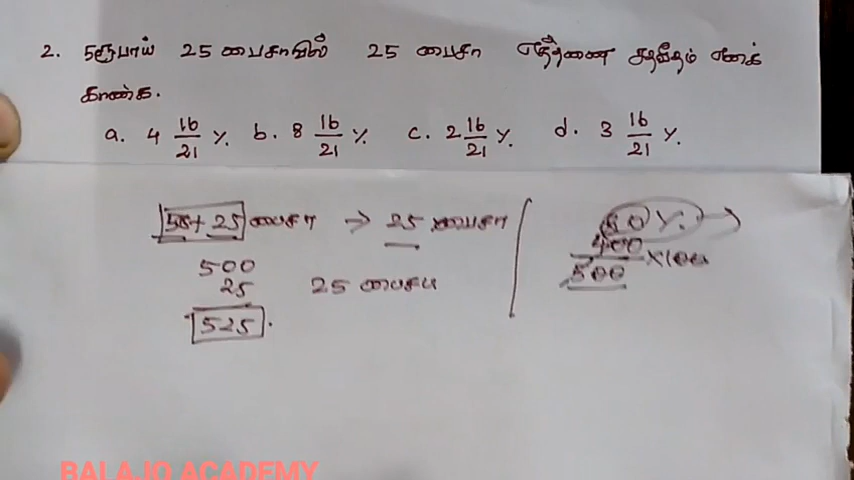 2. 5ரூபாய் 25 பைசாவில் 25 பைசா எத்தனை சதவீதம் எனக்
காண்க.
a. 4 16/21 %. b. 8 16/21 %. c. 2 16/21 %. d. 3 16/21 %.
5ரு+ 25 பைசா → 25 பைசா
500
25 25 பைசா
525.
80%. →
400/500 ×100
BALAJO ACADEMY